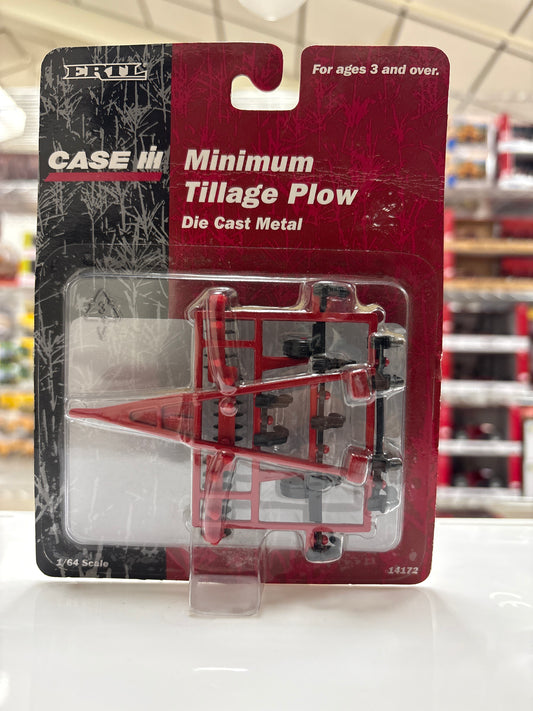 ERTL
For ages 3 and over.
CASE IH
Minimum
Tillage Plow
Die Cast Metal
1/64 Scale
14172